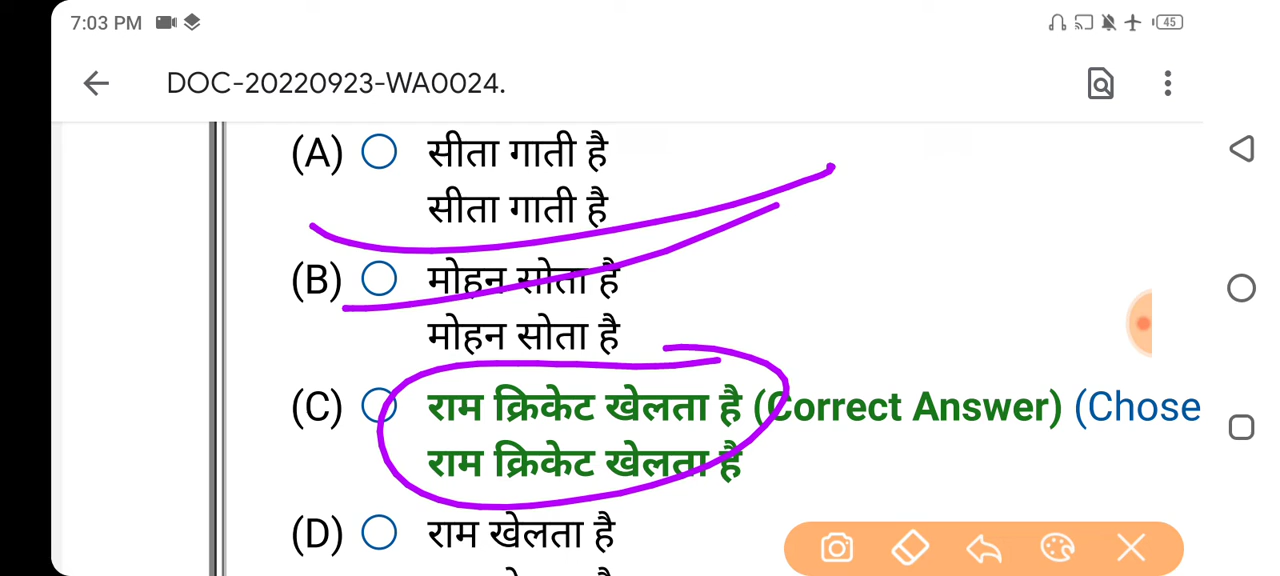 7:03 PM 45
DOC-20220923-WA0024.
(A) सीता गाती है
सीता गाती है
(B) मोहन सोता है
मोहन सोता है
(C) राम क्रिकेट खेलता है (Correct Answer) (Chose
राम क्रिकेट खेलता है
(D) राम खेलता है